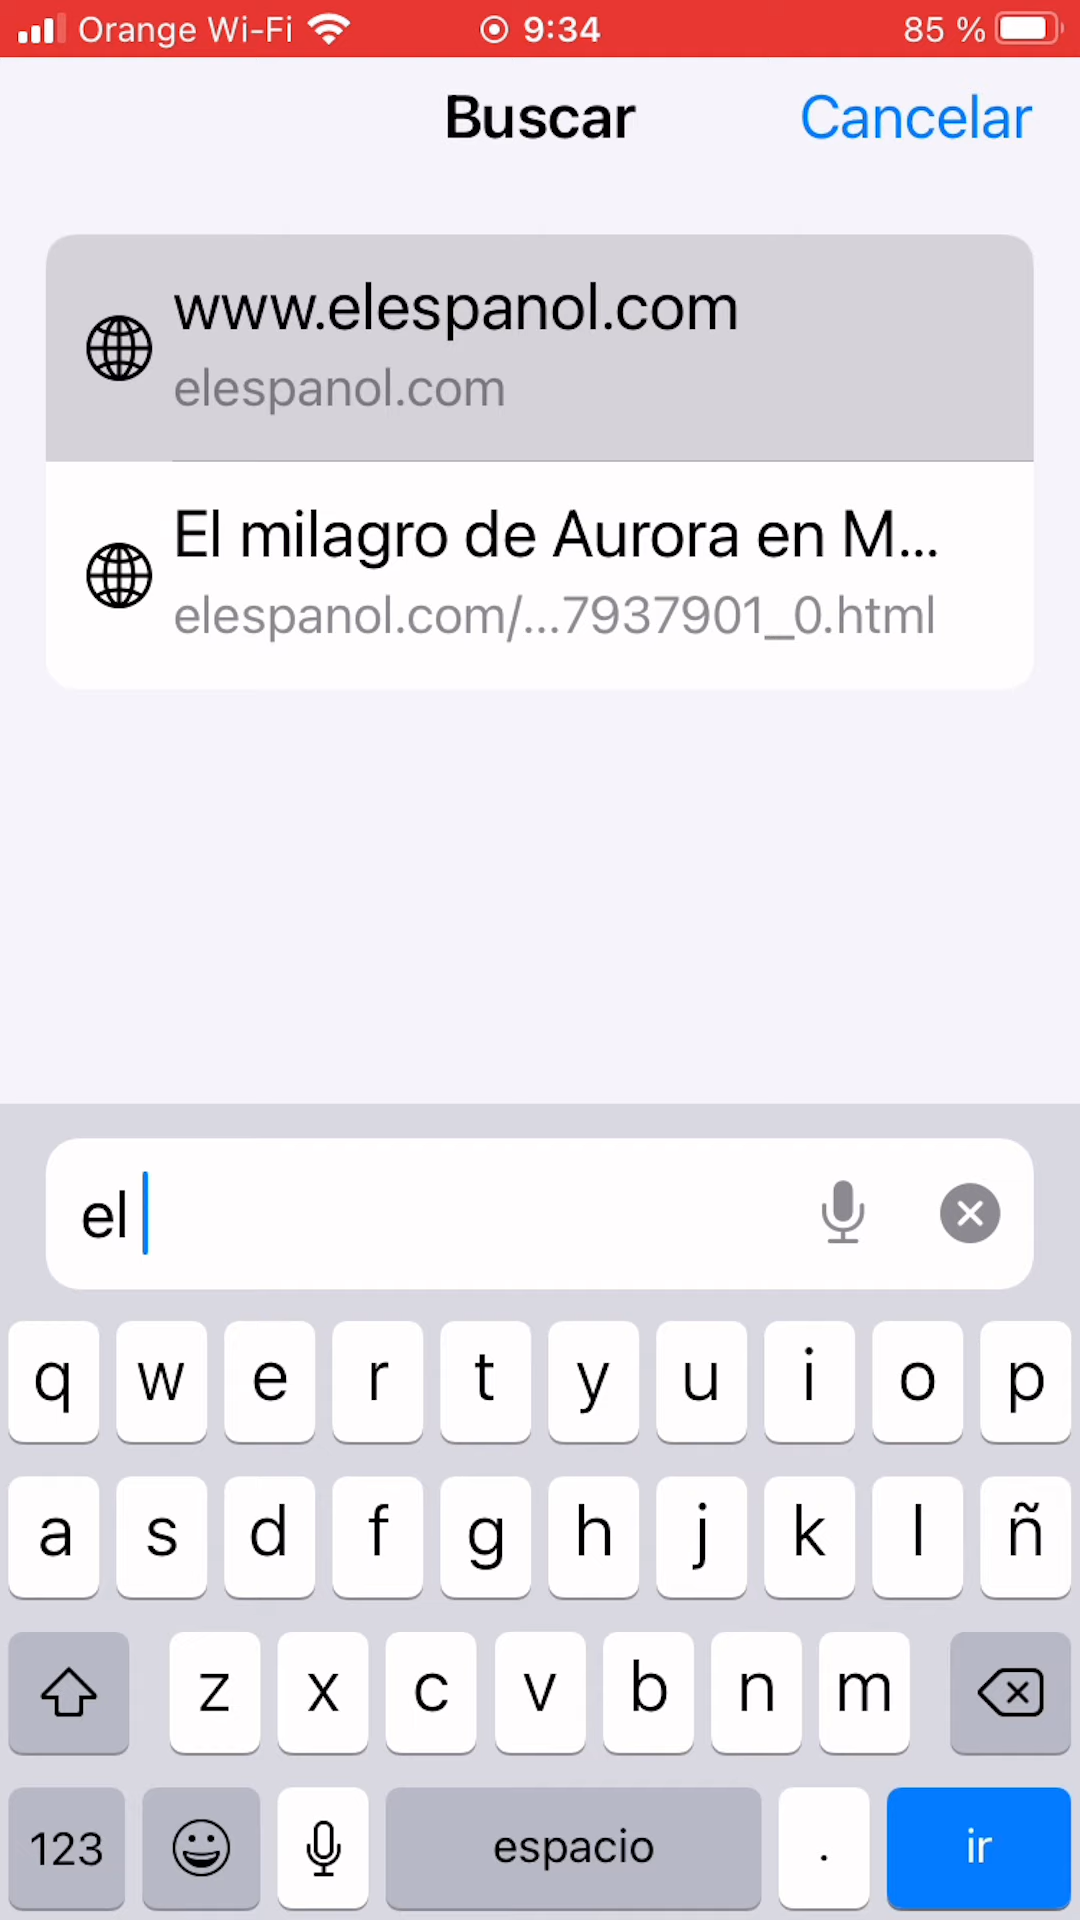 Orange Wi-Fi 9:34 85 %
Buscar Cancelar
www.elespanol.com
elespanol.com
El milagro de Aurora en M...
elespanol.com/...7937901_0.html
el
q w e r t y u i o p
a s d f g h j k l ñ
z x c v b n m
123 espacio . ir